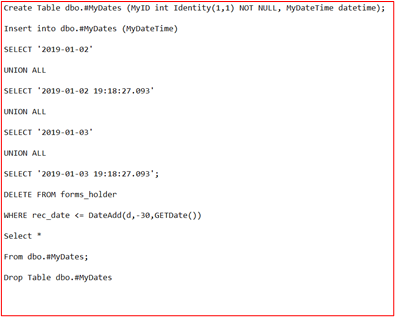 Create Table dbo.#MyDates (MyID int Identity(1,1) NOT NULL, MyDateTime datetime);
Insert into dbo.#MyDates (MyDateTime)
SELECT '2019-01-02'
UNION ALL
SELECT '2019-01-02 19:18:27.093'
UNION ALL
SELECT '2019-01-03'
UNION ALL
SELECT '2019-01-03 19:18:27.093';
DELETE FROM forms_holder
WHERE rec_date <= DateAdd(d,-30,GETDate())
Select *
From dbo.#MyDates;
Drop Table dbo.#MyDates